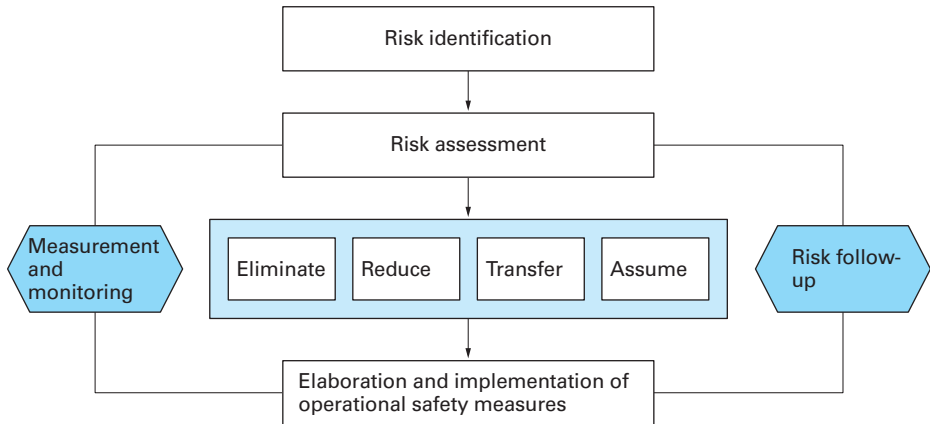 Risk identification
Risk assessment
Measurement
and
monitoring
Eliminate
Reduce
Transfer
Assume
Risk follow-
up
Elaboration and implementation of
operational safety measures